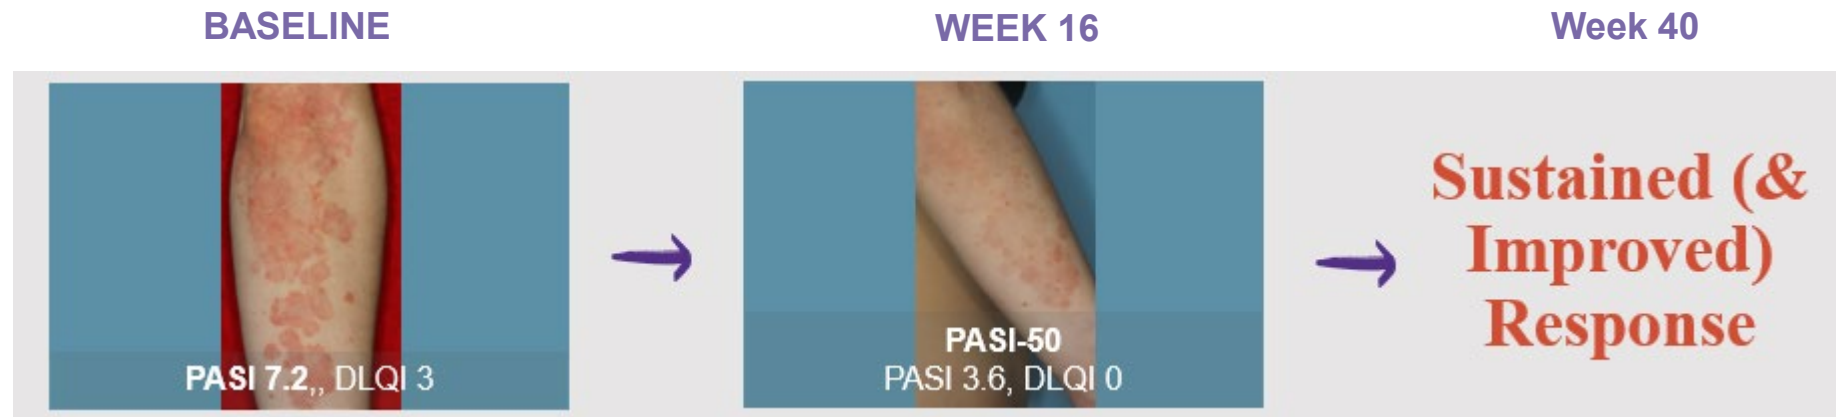 BASELINE
WEEK 16
Week 40
PASI 7.2,, DLQI 3
PASI-50
PASI 3.6, DLQI 0
Sustained (&
Improved)
Response